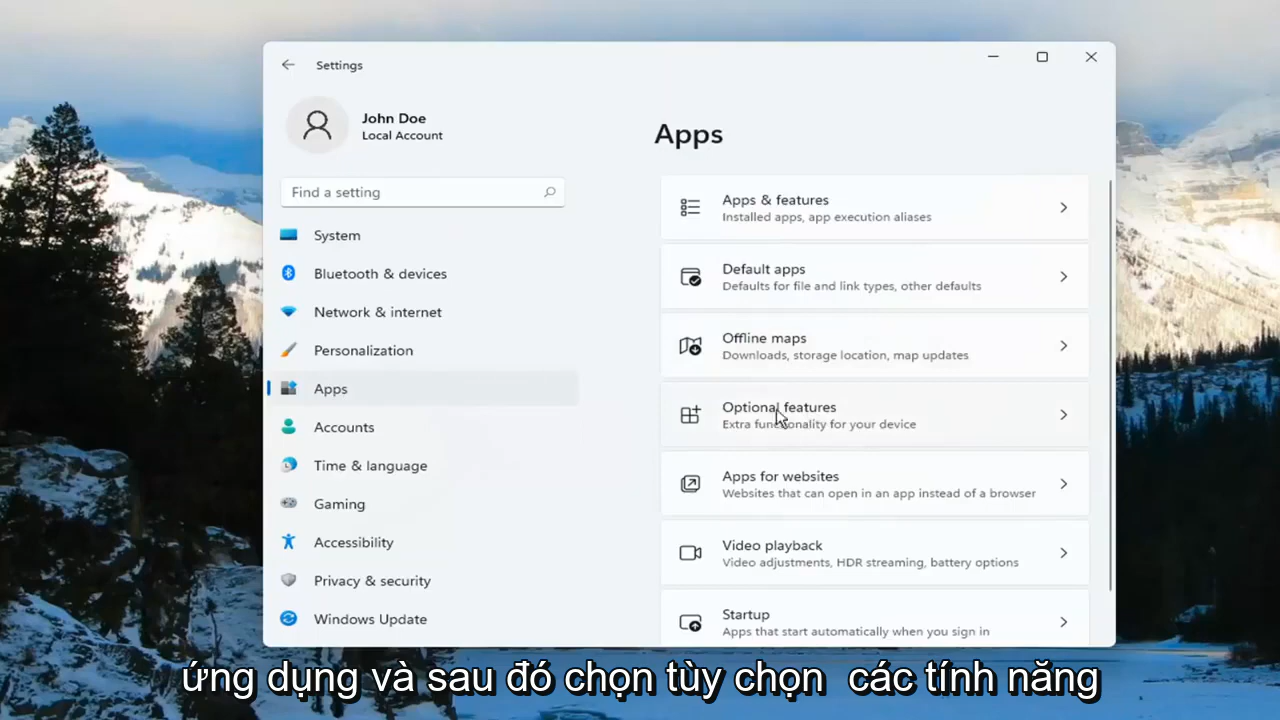 Settings
John Doe
Local Account
Find a setting
System
Bluetooth & devices
Network & internet
Personalization
Apps
Accounts
Time & language
Gaming
Accessibility
Privacy & security
Windows Update
Apps
Apps & features
Installed apps, app execution aliases
Default apps
Defaults for file and link types, other defaults
Offline maps
Downloads, storage location, map updates
Optional features
Extra functionality for your device
Apps for websites
Websites that can open in an app instead of a browser
Video playback
Video adjustments, HDR streaming, battery options
Startup
Apps that start automatically when you sign in
ứng dụng và sau đó chọn tùy chọn các tính năng